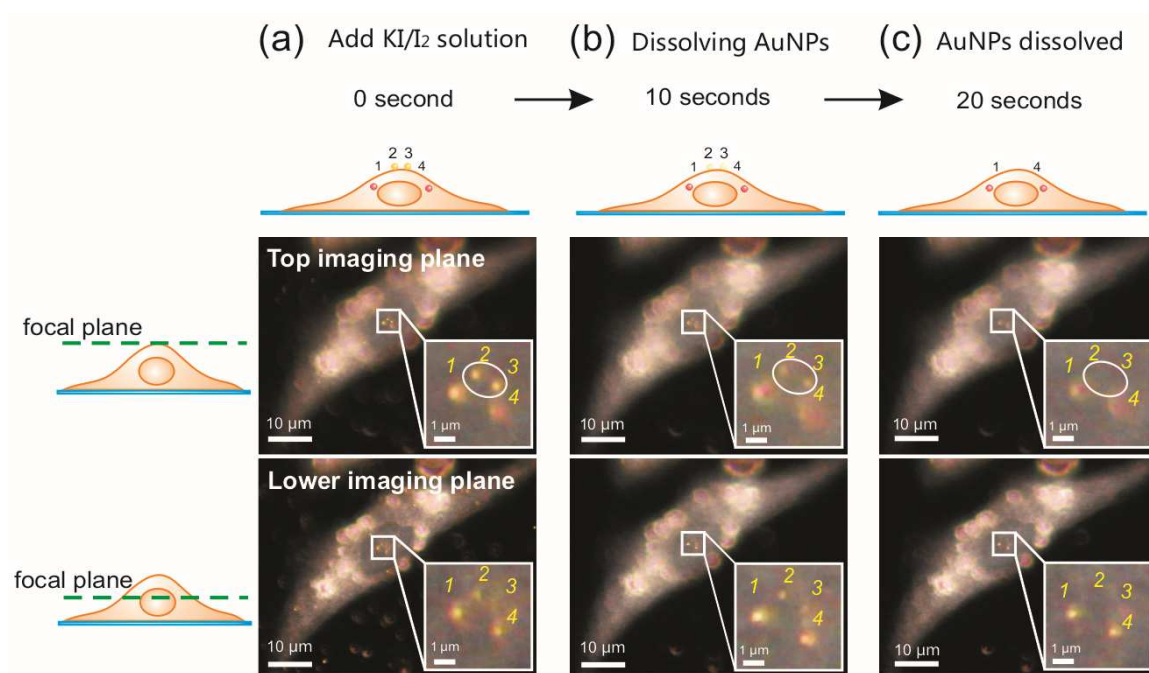 (a) Add KI/I₂ solution
(b) Dissolving AuNPs
(c) AuNPs dissolved
0 second
10 seconds
20 seconds
1 2 3 4
1 2 3 4
1 4
Top imaging plane
focal plane
1 2 3 4
10 µm
1 µm
1 2 3 4
10 µm
1 µm
1 2 3 4
10 µm
1 µm
Lower imaging plane
focal plane
1 2 3 4
10 µm
1 µm
1 2 3 4
10 µm
1 µm
1 2 3 4
10 µm
1 µm